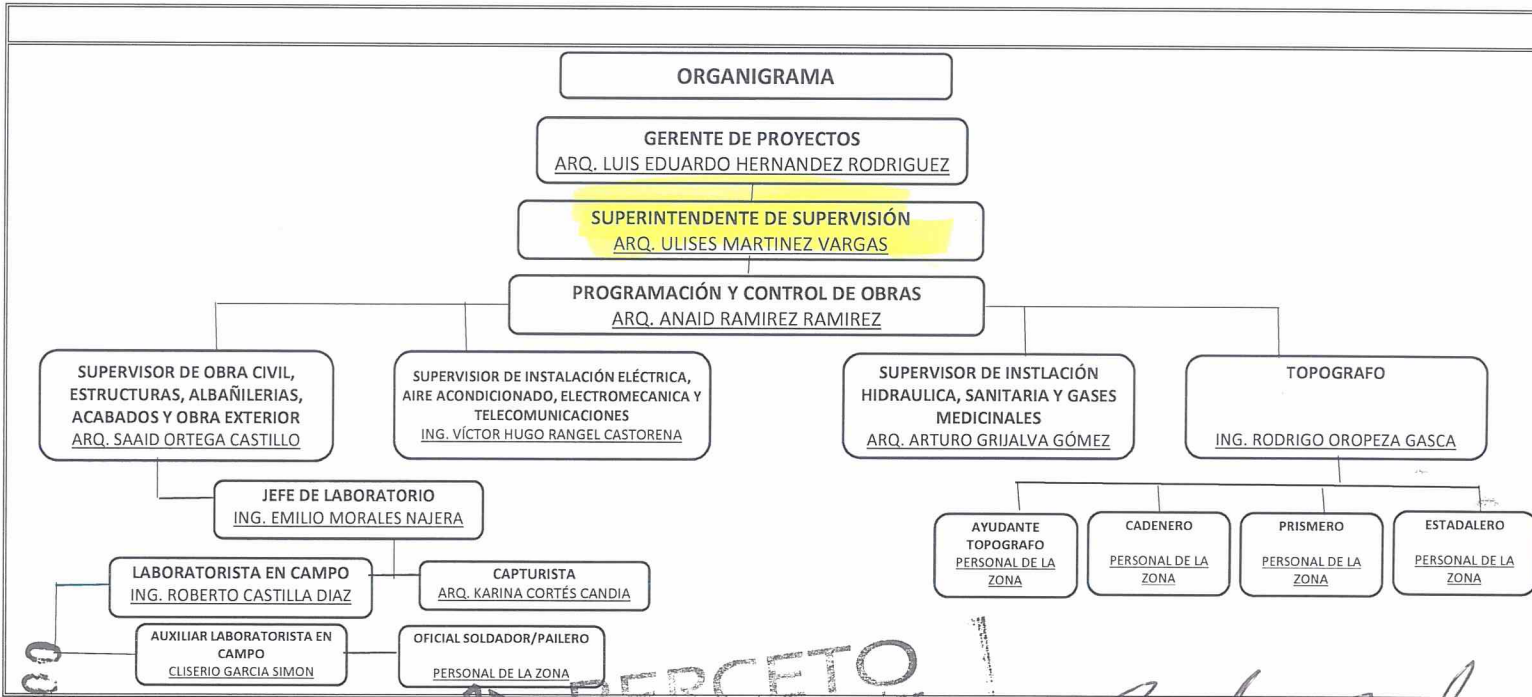 ORGANIGRAMA
GERENTE DE PROYECTOS
ARQ. LUIS EDUARDO HERNANDEZ RODRIGUEZ
SUPERINTENDENTE DE SUPERVISIÓN
ARQ. ULISES MARTINEZ VARGAS
PROGRAMACIÓN Y CONTROL DE OBRAS
ARQ. ANAID RAMIREZ RAMIREZ
SUPERVISOR DE OBRA CIVIL,
ESTRUCTURAS, ALBAÑILERIAS,
ACABADOS Y OBRA EXTERIOR
ARQ. SAAID ORTEGA CASTILLO
SUPERVISIOR DE INSTALACIÓN ELÉCTRICA,
AIRE ACONDICIONADO, ELECTROMECANICA Y
TELECOMUNICACIONES
ING. VÍCTOR HUGO RANGEL CASTORENA
SUPERVISOR DE INSTLACIÓN
HIDRAULICA, SANITARIA Y GASES
MEDICINALES
ARQ. ARTURO GRIJALVA GÓMEZ
TOPOGRAFO
ING. RODRIGO OROPEZA GASCA
JEFE DE LABORATORIO
ING. EMILIO MORALES NAJERA
AYUDANTE
TOPOGRAFO
PERSONAL DE LA
ZONA
CADENERO
PERSONAL DE LA
ZONA
PRISMERO
PERSONAL DE LA
ZONA
ESTADALERO
PERSONAL DE LA
ZONA
LABORATORISTA EN CAMPO
ING. ROBERTO CASTILLA DIAZ
CAPTURISTA
ARQ. KARINA CORTÉS CANDIA
AUXILIAR LABORATORISTA EN
CAMPO
CLISERIO GARCIA SIMON
OFICIAL SOLDADOR/PAILERO
PERSONAL DE LA ZONA